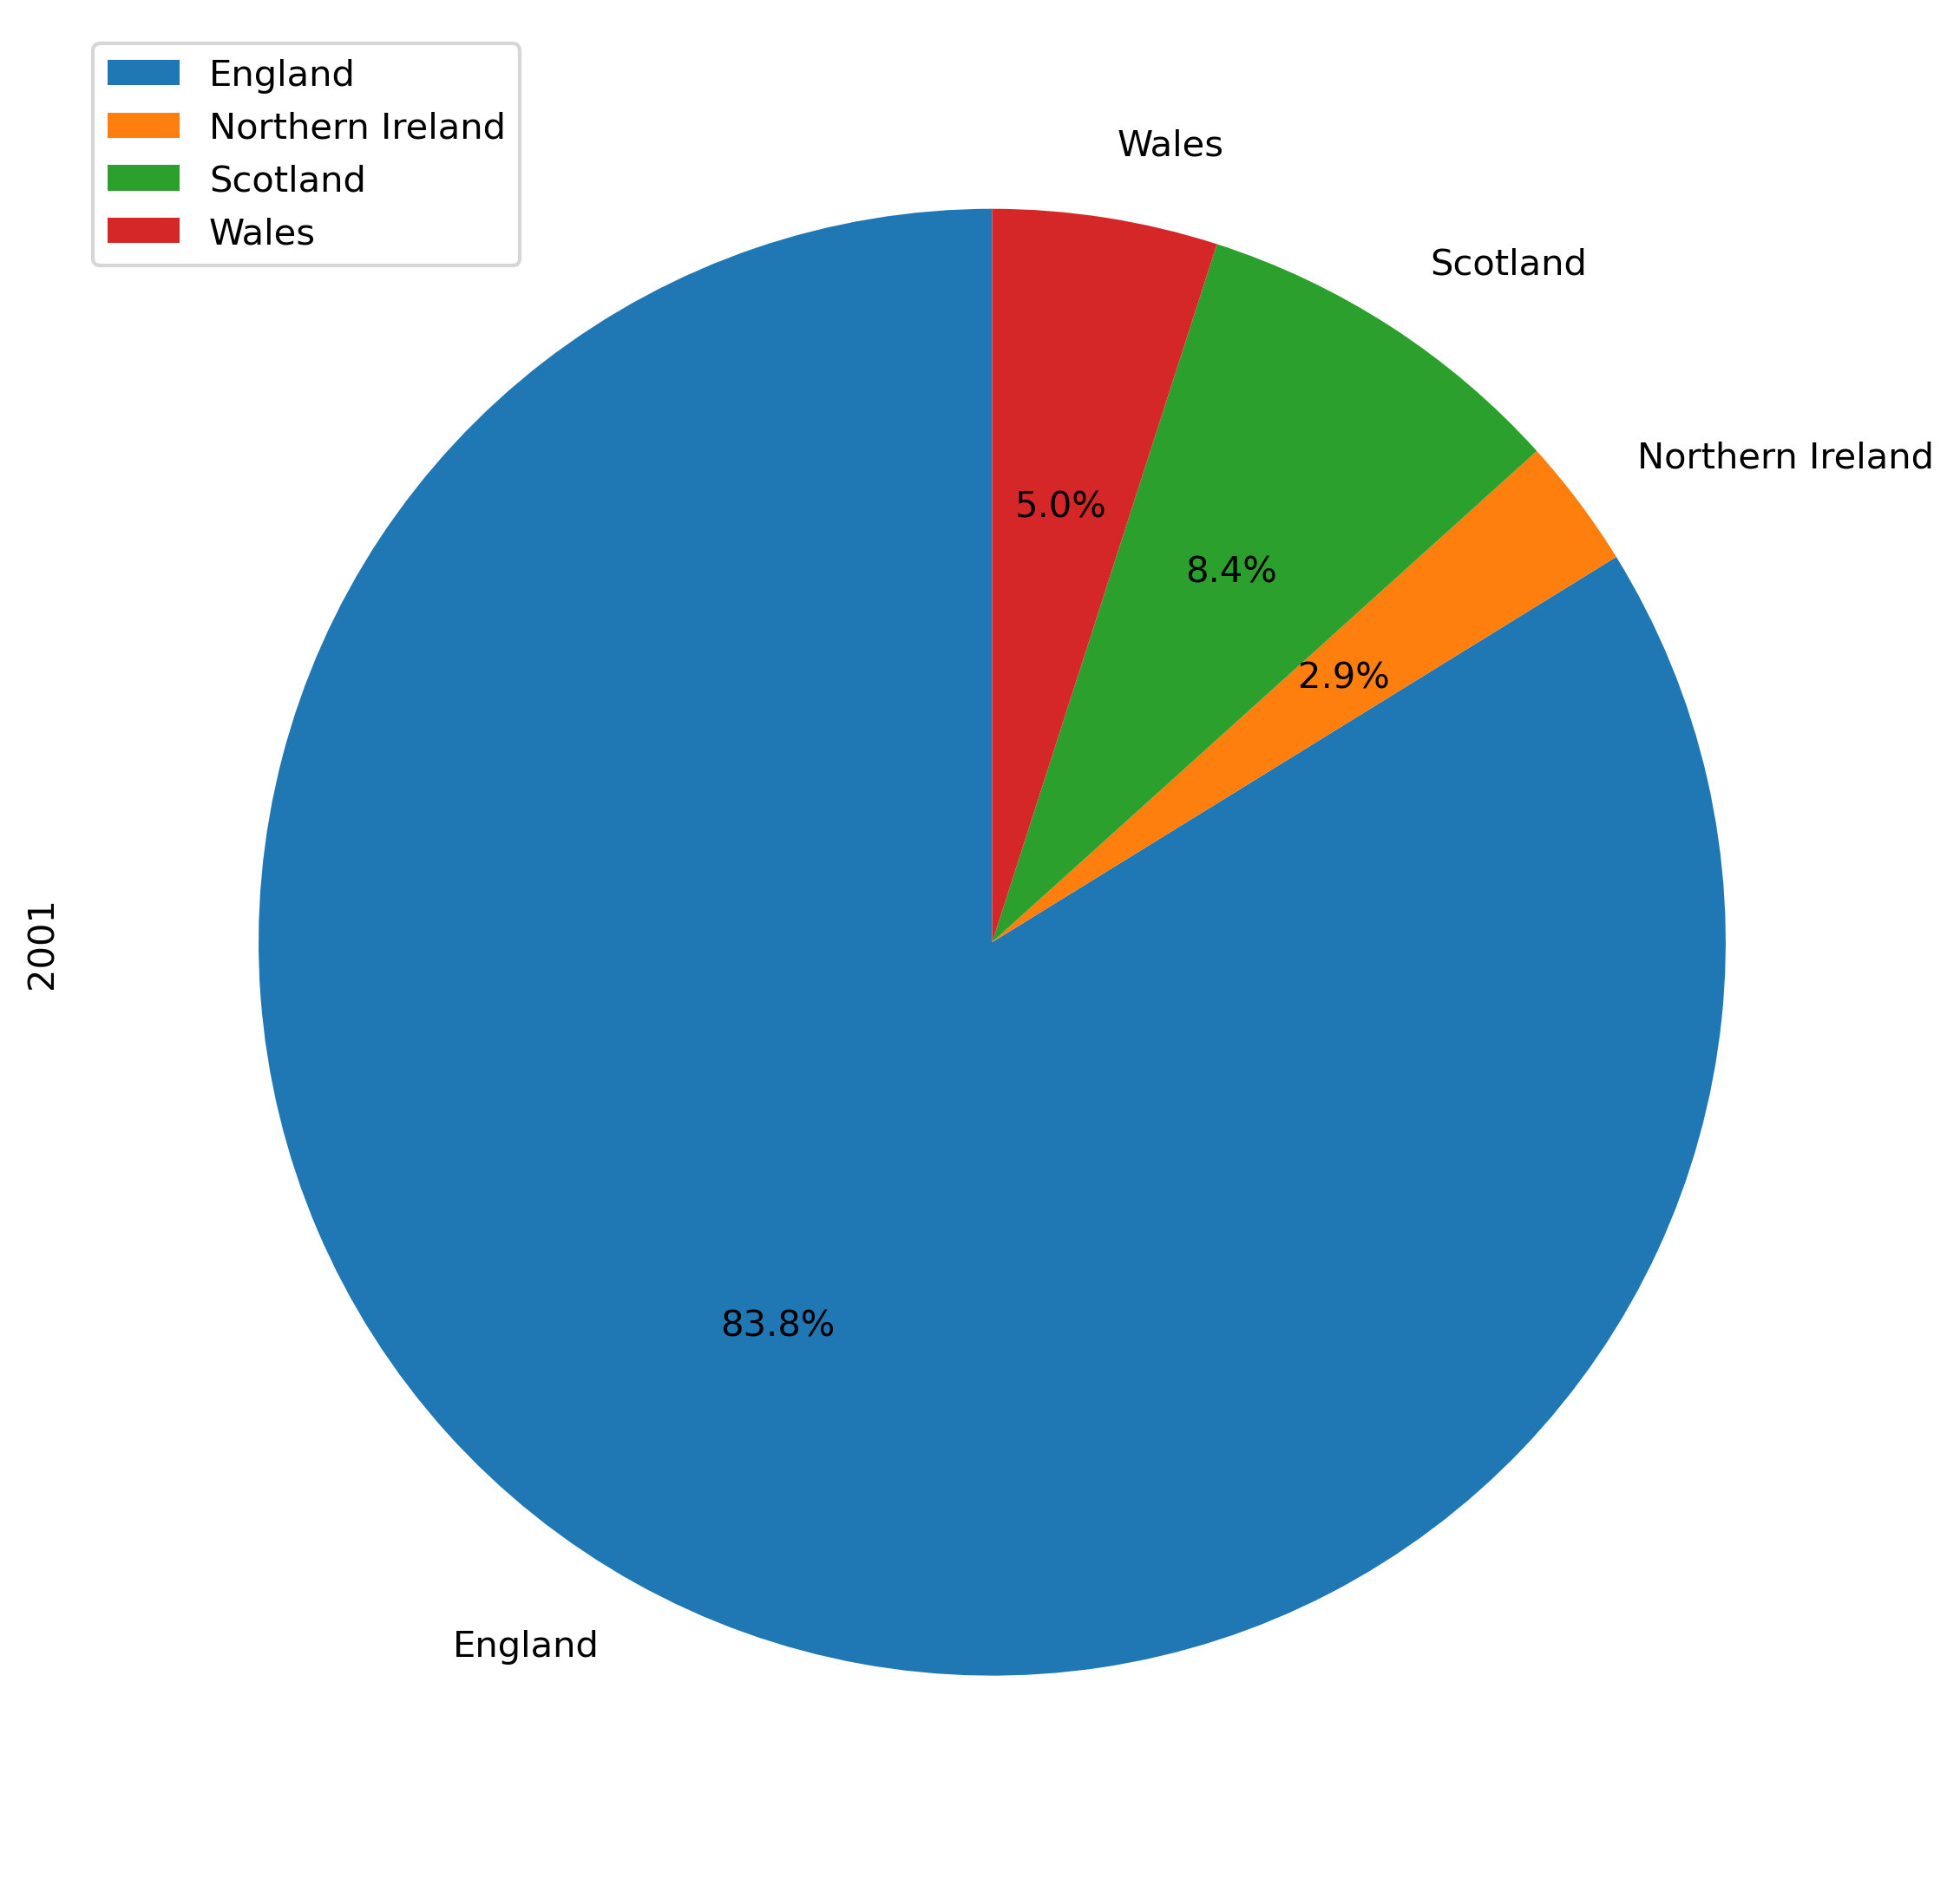 England
Northern Ireland
Scotland
Wales
Wales
Scotland
Northern Ireland
5.0%
8.4%
2.9%
2001
83.8%
England